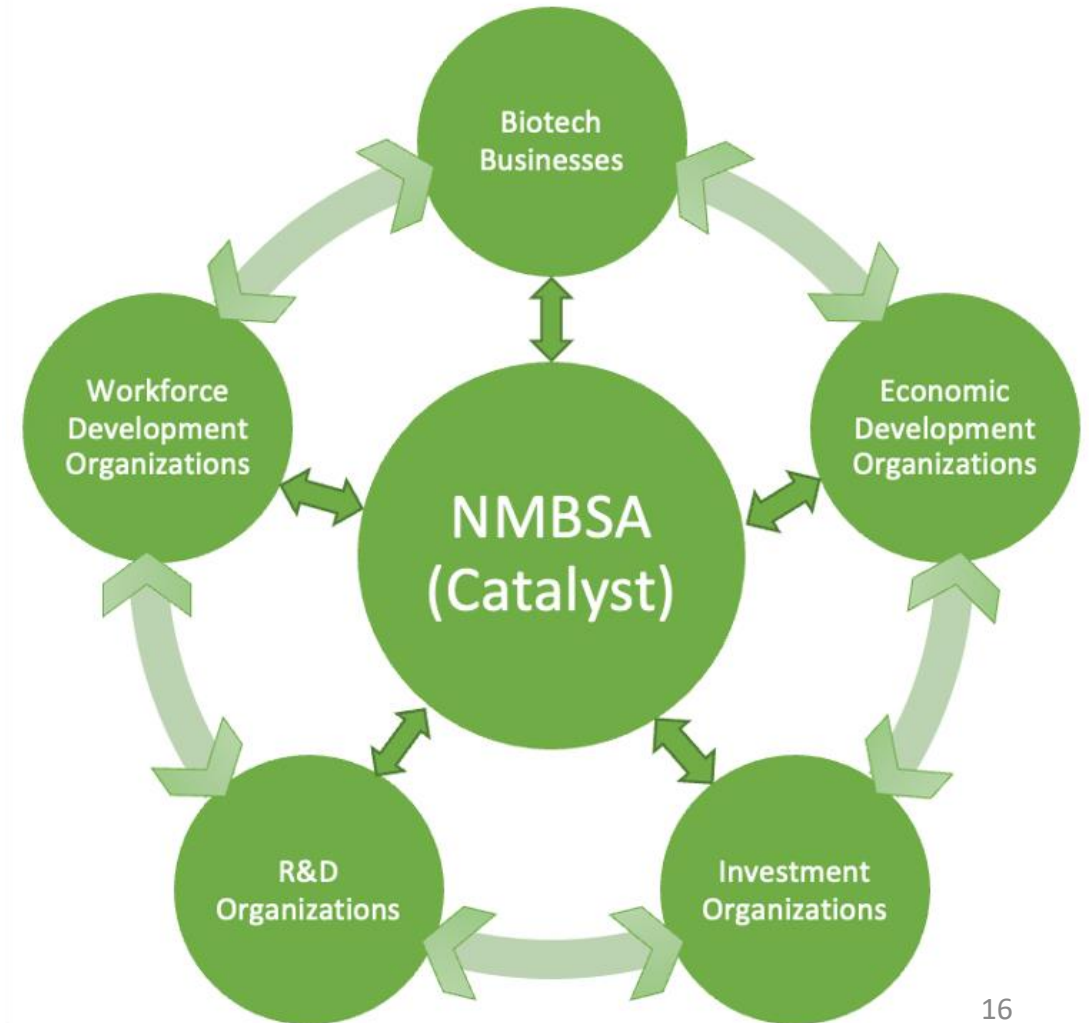 Biotech
Businesses
Workforce
Development
Organizations
Economic
Development
Organizations
NMBSA
(Catalyst)
R&D
Organizations
Investment
Organizations
16